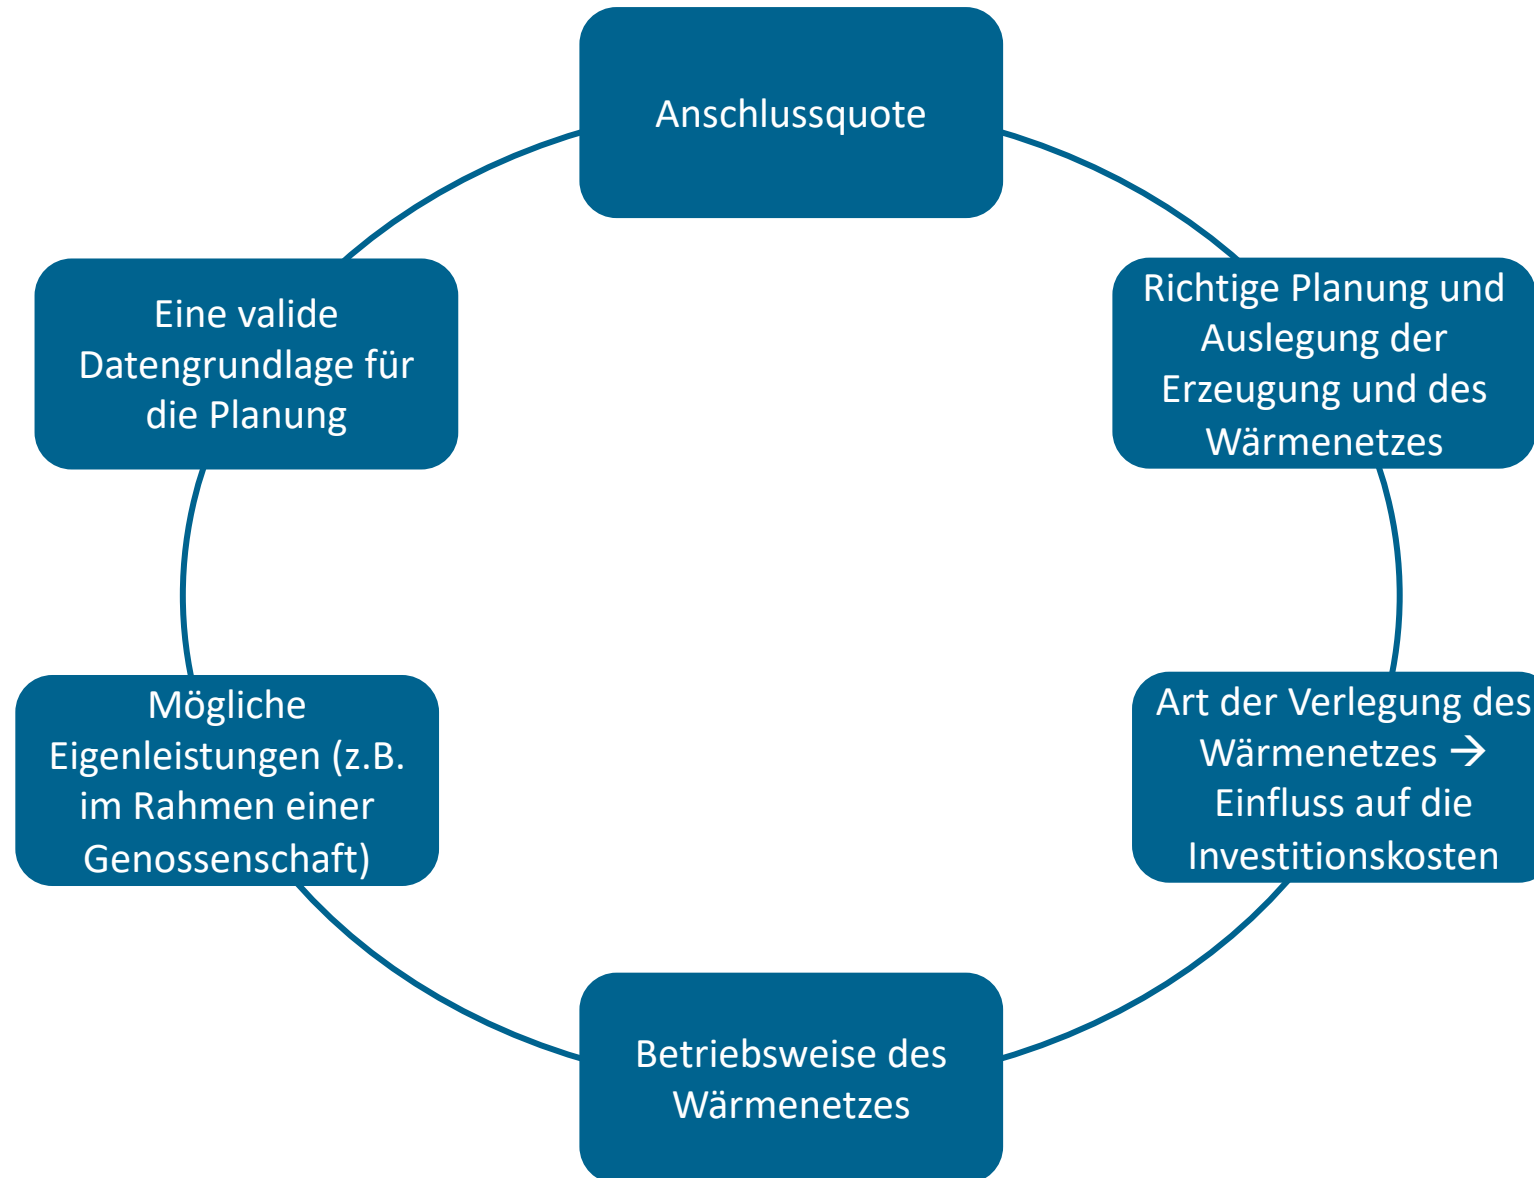 Anschlussquote
Richtige Planung und
Auslegung der
Erzeugung und des
Wärmenetzes
Art der Verlegung des
Wärmenetzes →
Einfluss auf die
Investitionskosten
Betriebsweise des
Wärmenetzes
Mögliche
Eigenleistungen (z.B.
im Rahmen einer
Genossenschaft)
Eine valide
Datengrundlage für
die Planung